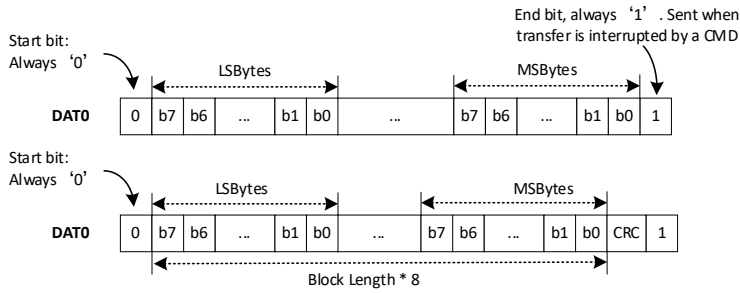 End bit, always ‘1’ . Sent when
transfer is interrupted by a CMD
Start bit:
Always ‘0’
LSBytes
MSBytes
DAT0 0 b7 b6 ... b1 b0 ... b7 b6 ... b1 b0 1
Start bit:
Always ‘0’
LSBytes
MSBytes
DAT0 0 b7 b6 ... b1 b0 ... b7 b6 ... b1 b0 CRC 1
Block Length * 8